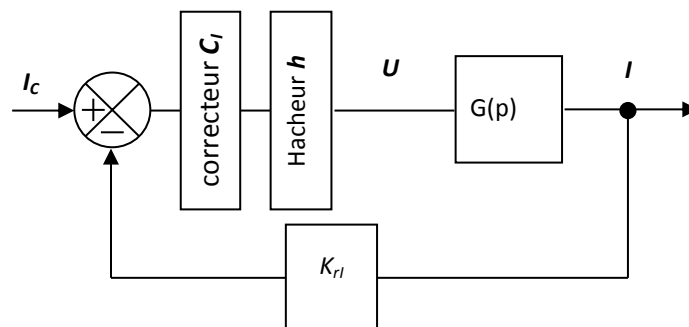 I_C
+
−
correcteur C_I
Hacheur h
U
G(p)
I
K_rI